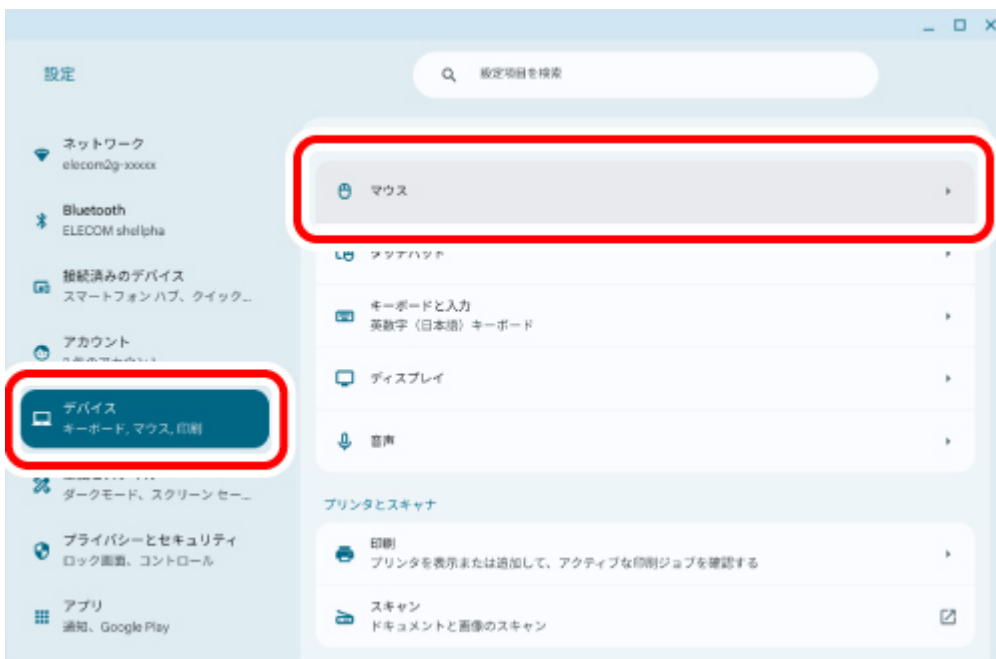 設定
設定項目を検索
ネットワーク
elecom2g-xxxxx
Bluetooth
ELECOM shellpha
接続済みのデバイス
スマートフォン ハブ、クイック...
アカウント
デバイス
キーボード, マウス, 印刷
ダークモード、スクリーン セー...
プライバシーとセキュリティ
ロック画面、コントロール
アプリ
通知、Google Play
マウス
タッチパッド
キーボードと入力
英数字（日本語）キーボード
ディスプレイ
音声
プリンタとスキャナ
印刷
プリンタを表示または追加して、アクティブな印刷ジョブを確認する
スキャン
ドキュメントと画像のスキャン